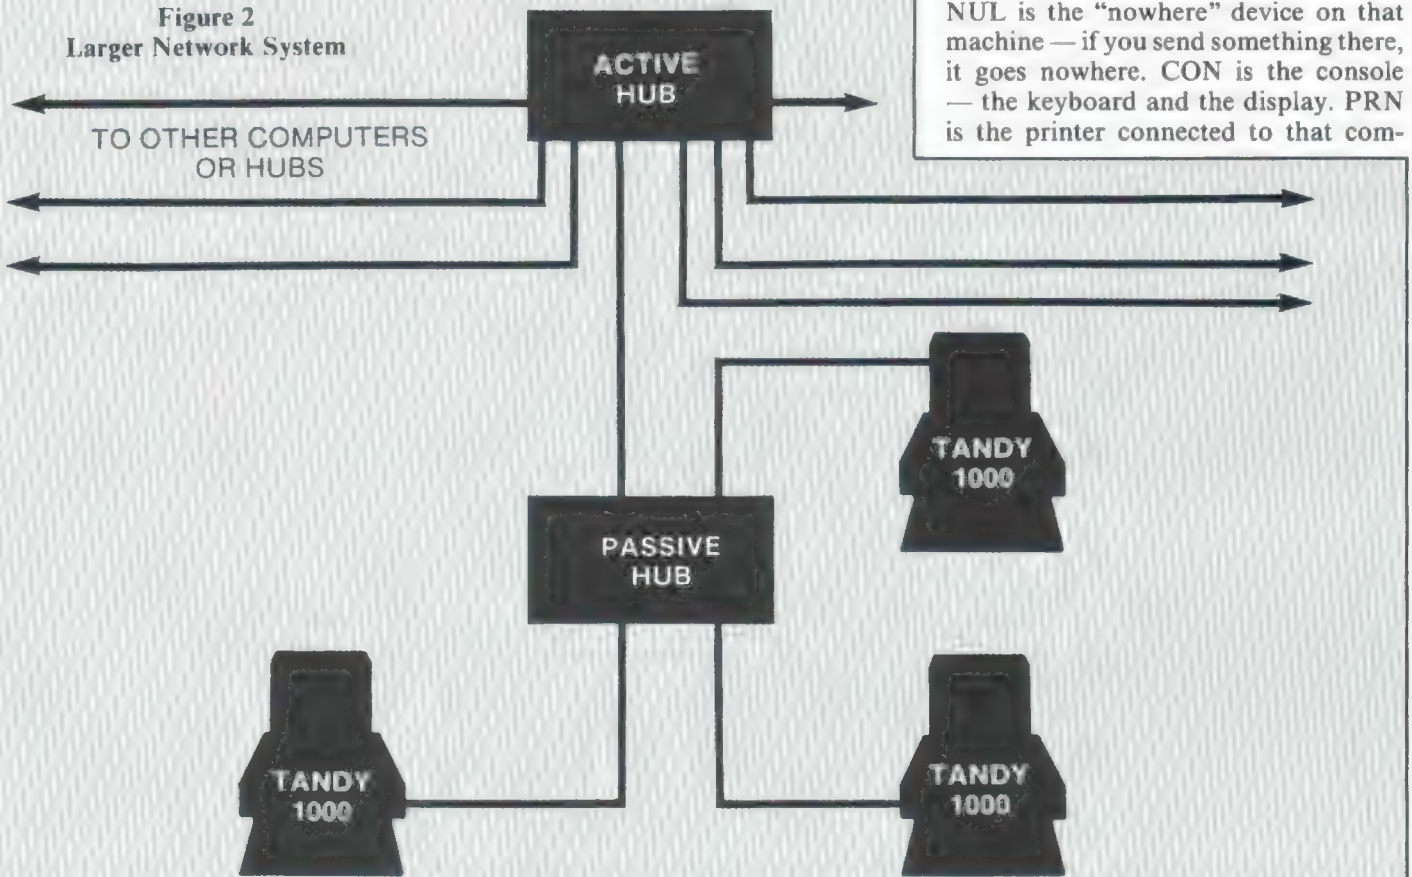 Figure 2
Larger Network System
NUL is the “nowhere” device on that
machine — if you send something there,
it goes nowhere. CON is the console
— the keyboard and the display. PRN
is the printer connected to that com-
ACTIVE
HUB
TO OTHER COMPUTERS
OR HUBS
TANDY
1000
PASSIVE
HUB
TANDY
1000
TANDY
1000